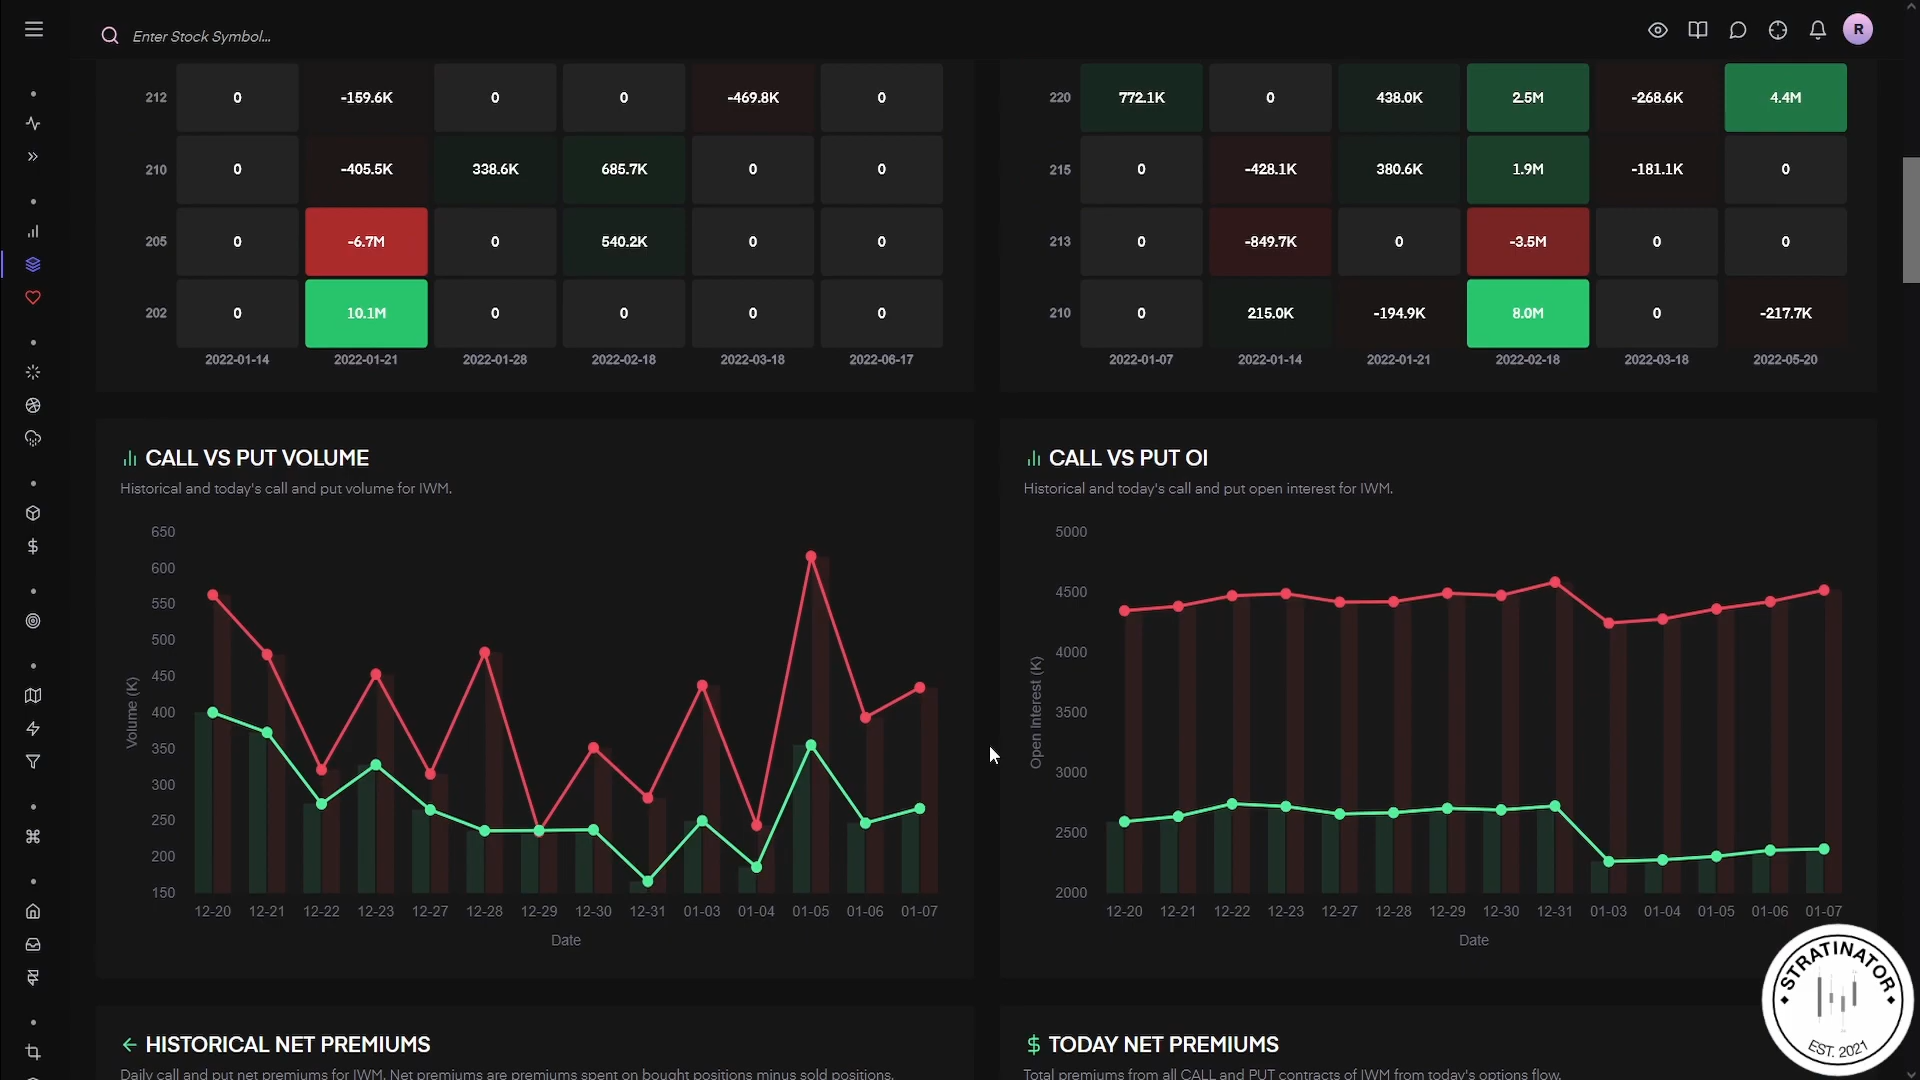 Enter Stock Symbol...
R
212 0 -159.6K 0 0 -469.8K 0
210 0 -405.5K 338.6K 685.7K 0 0
205 0 -6.7M 0 540.2K 0 0
202 0 10.1M 0 0 0 0
2022-01-14 2022-01-21 2022-01-28 2022-02-18 2022-03-18 2022-06-17
220 772.1K 0 438.0K 2.5M -268.6K 4.4M
215 0 -428.1K 380.6K 1.9M -181.1K 0
213 0 -849.7K 0 -3.5M 0 0
210 0 215.0K -194.9K 8.0M 0 -217.7K
2022-01-07 2022-01-14 2022-01-21 2022-02-18 2022-03-18 2022-05-20
CALL VS PUT VOLUME
Historical and today's call and put volume for IWM.
650
600
550
500
450
400
350
300
250
200
150
Volume (K)
12-20 12-21 12-22 12-23 12-27 12-28 12-29 12-30 12-31 01-03 01-04 01-05 01-06 01-07
Date
CALL VS PUT OI
Historical and today's call and put open interest for IWM.
5000
4500
4000
3500
3000
2500
2000
Open Interest (K)
12-20 12-21 12-22 12-23 12-27 12-28 12-29 12-30 12-31 01-03 01-04 01-05 01-06 01-07
Date
HISTORICAL NET PREMIUMS
Daily call and put net premiums for IWM. Net premiums are premiums spent on bought positions minus sold positions.
TODAY NET PREMIUMS
Total premiums from all CALL and PUT contracts of IWM from today's options flow.
STRATINATOR
EST. 2021